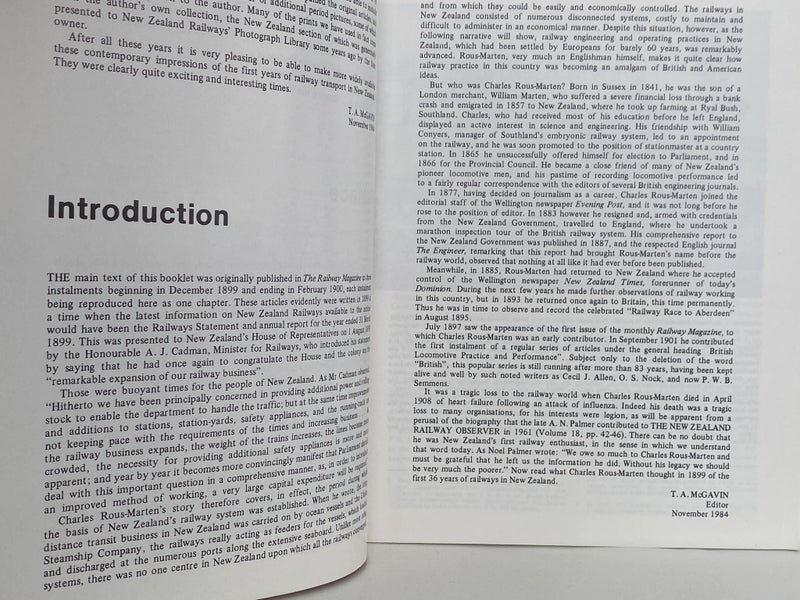 of additional period pictures, some of
to the author. Many of the prints we have used in
the author's own collection, the New Zealand section of which was
presented to New Zealand Railways' Photograph Library some years ago by the
After all these years it is very pleasing to be able to make more widely
these contemporary impressions of the first years of railway transport in New
They were clearly quite exciting and interesting times.
T. A. McGAVIN
November
Introduction
THE main text of this booklet was originally published in The Railway Magazine in
instalments beginning in December 1899 and ending in February 1900, each
being reproduced here as one chapter. These articles evidently were written in 1899
a time when the latest information on New Zealand Railways available to the
would have been the Railways Statement and annual report for the year ended 31
1899. This was presented to New Zealand's House of Representatives on 1 August
by the Honourable A. J. Cadman, Minister for Railways, who introduced his
by saying that he had once again to congratulate the House and the colony on
"remarkable expansion of our railway business".
Those were buoyant times for the people of New Zealand. As Mr Cadman
"Hitherto we have been principally concerned in providing additional power and
stock to enable the department to handle the traffic; but at the same time
and additions to stations, station-yards, safety appliances, and the running
not keeping pace with the requirements of the times and increasing business . .
the railway business expands, the weight of the trains increases, the lines become
crowded, the necessity for providing additional safety appliances is more and
apparent; and year by year it becomes more convincingly manifest that Parliament
deal with this important question in a comprehensive manner, as, in order to
an improved method of working, a very large capital expenditure will be
Charles Rous-Marten's story therefore covers, in effect, the period during
the basis of New Zealand's railway system was established. When he wrote, the
distance transit business in New Zealand was carried on by ocean vessels and the
Steamship Company, the railways really acting as feeders for the vessels, which
and discharged at the numerous ports along the extensive seaboard. Unlike most
systems, there was no one centre in New Zealand upon which all the railways
and from which they could be easily and economically controlled. The railways in
New Zealand consisted of numerous disconnected systems, costly to maintain and
difficult to administer in an economical manner. Despite this situation, however, as the
following narrative will show, railway engineering and operating practices in New
Zealand, which had been settled by Europeans for barely 60 years, was remarkably
advanced. Rous-Marten, very much an Englishman himself, makes it quite clear how
railway practice in this country was becoming an amalgam of British and American
ideas.
But who was Charles Rous-Marten? Born in Sussex in 1841, he was the son of a
London merchant, William Marten, who suffered a severe financial loss through a bank
crash and emigrated in 1857 to New Zealand, where he took up farming at Ryal Bush,
Southland. Charles, who had received most of his education before he left England,
displayed an active interest in science and engineering. His friendship with William
Conyers, manager of Southland's embryonic railway system, led to an appointment
on the railway, and he was soon promoted to the position of stationmaster at a country
station. In 1865 he unsuccessfully offered himself for election to Parliament, and in
1866 for the Provincial Council. He became a close friend of many of New Zealand's
pioneer locomotive men, and his pastime of recording locomotive performance led
to a fairly regular correspondence with the editors of several British engineering journals.
In 1877, having decided on journalism as a career, Charles Rous-Marten joined the
editorial staff of the Wellington newspaper Evening Post, and it was not long before he
rose to the position of editor. In 1883 however he resigned and, armed with credentials
from the New Zealand Government, travelled to England, where he undertook a
marathon inspection tour of the British railway system. His comprehensive report to
the New Zealand Government was published in 1887, and the respected English journal
The Engineer, remarking that this report had brought Rous-Marten's name before the
railway world, observed that nothing at all like it had ever before been published.
Meanwhile, in 1885, Rous-Marten had returned to New Zealand where he accepted
control of the Wellington newspaper New Zealand Times, forerunner of today's
Dominion. During the next few years he made further observations of railway working
in this country, but in 1893 he returned once again to Britain, this time permanently.
Thus he was in time to observe and record the celebrated "Railway Race to Aberdeen"
in August 1895.
July 1897 saw the appearance of the first issue of the monthly Railway Magazine, to
which Charles Rous-Marten was an early contributor. In September 1901 he contributed
the first instalment of a regular series of articles under the general heading British
Locomotive Practice and Performance". Subject only to the deletion of the word
"British", this popular series is still running after more than 83 years, having been kept
alive and well by such noted writers as Cecil J. Allen, O. S. Nock, and now P. W. B.
Semmens.
It was a tragic loss to the railway world when Charles Rous-Marten died in April
1908 of heart failure following an attack of influenza. Indeed his death was a tragic
loss to many organisations, for his interests were legion, as will be apparent from a
perusal of the biography that the late A. N. Palmer contributed to THE NEW ZEALAND
RAILWAY OBSERVER in 1961 (Volume 18, pp. 42-46). There can be no doubt that
he was New Zealand's first railway enthusiast, in the sense in which we understand
that word today. As Noel Palmer wrote: "We owe so much to Charles Rous-Marten and
must be grateful that he left us the information he did. Without his legacy we should
be very much the poorer." Now read what Charles Rous-Marten thought in 1899 of the
first 36 years of railways in New Zealand.
T. A. McGAVIN
Editor
November 1984